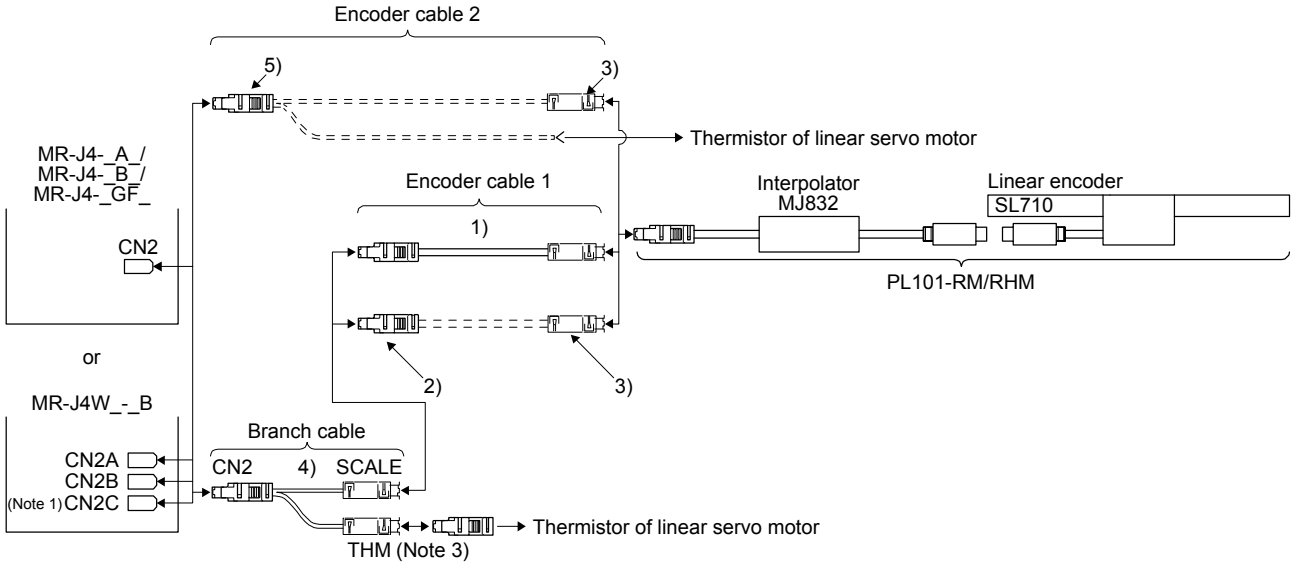 Encoder cable 2
5)
3)
Thermistor of linear servo motor
MR-J4-_A_/
MR-J4-_B_/
MR-J4-_GF_
CN2
Encoder cable 1
1)
Interpolator
MJ832
Linear encoder
SL710
PL101-RM/RHM
2)
3)
or
MR-J4W_-_B
CN2A
CN2B
(Note 1) CN2C
Branch cable
CN2
4)
SCALE
THM (Note 3)
Thermistor of linear servo motor